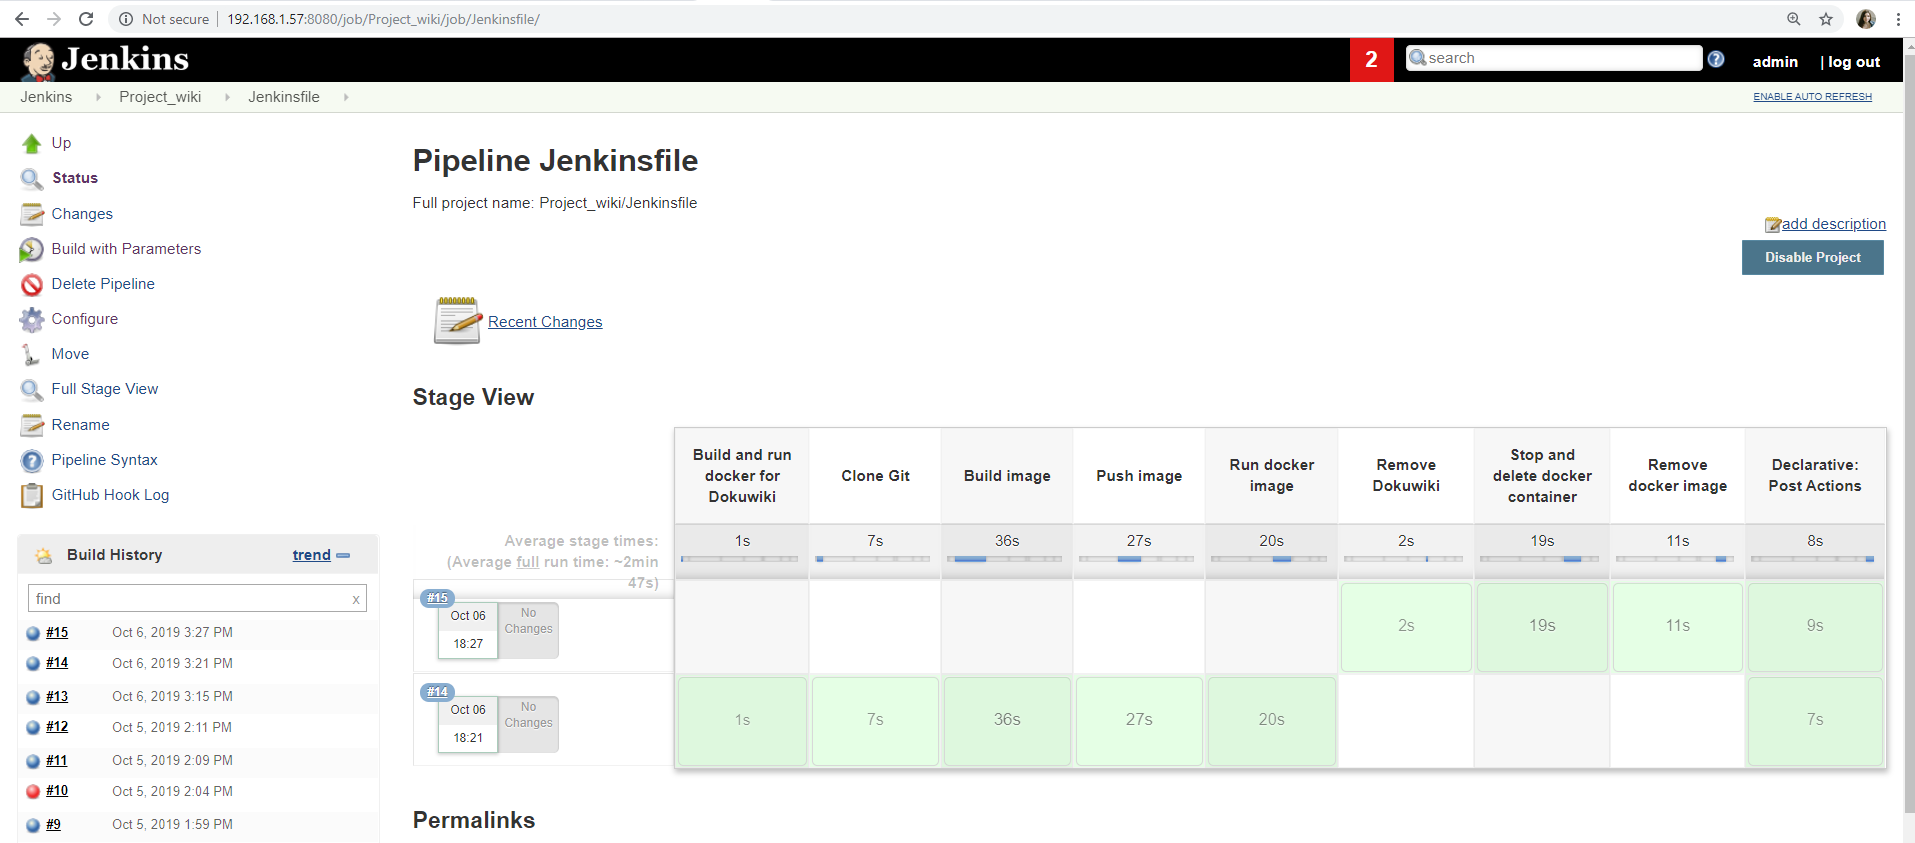 Not secure | 192.168.1.57:8080/job/Project_wiki/job/Jenkinsfile/
Jenkins
2
search
admin
| log out
Jenkins
Project_wiki
Jenkinsfile
ENABLE AUTO REFRESH
Up
Status
Changes
Build with Parameters
Delete Pipeline
Configure
Move
Full Stage View
Rename
Pipeline Syntax
GitHub Hook Log
Build History
trend
find
x
#15 Oct 6, 2019 3:27 PM
#14 Oct 6, 2019 3:21 PM
#13 Oct 6, 2019 3:15 PM
#12 Oct 5, 2019 2:11 PM
#11 Oct 5, 2019 2:09 PM
#10 Oct 5, 2019 2:04 PM
#9 Oct 5, 2019 1:59 PM
Pipeline Jenkinsfile
Full project name: Project_wiki/Jenkinsfile
add description
Disable Project
Recent Changes
Stage View
Build and run
docker for
Dokuwiki
Clone Git
Build image
Push image
Run docker
image
Remove
Dokuwiki
Stop and
delete docker
container
Remove
docker image
Declarative:
Post Actions
Average stage times:
(Average full run time: ~2min
47s)
1s 7s 36s 27s 20s 2s 19s 11s 8s
#15
Oct 06
18:27
No
Changes
2s 19s 11s 9s
#14
Oct 06
18:21
No
Changes
1s 7s 36s 27s 20s 7s
Permalinks